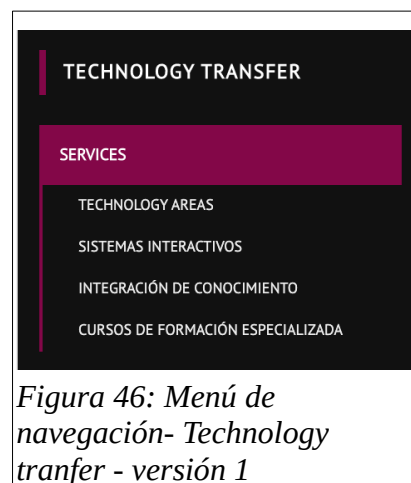 TECHNOLOGY TRANSFER
SERVICES
TECHNOLOGY AREAS
SISTEMAS INTERACTIVOS
INTEGRACIÓN DE CONOCIMIENTO
CURSOS DE FORMACIÓN ESPECIALIZADA
Figura 46: Menú de
navegación- Technology
tranfer - versión 1